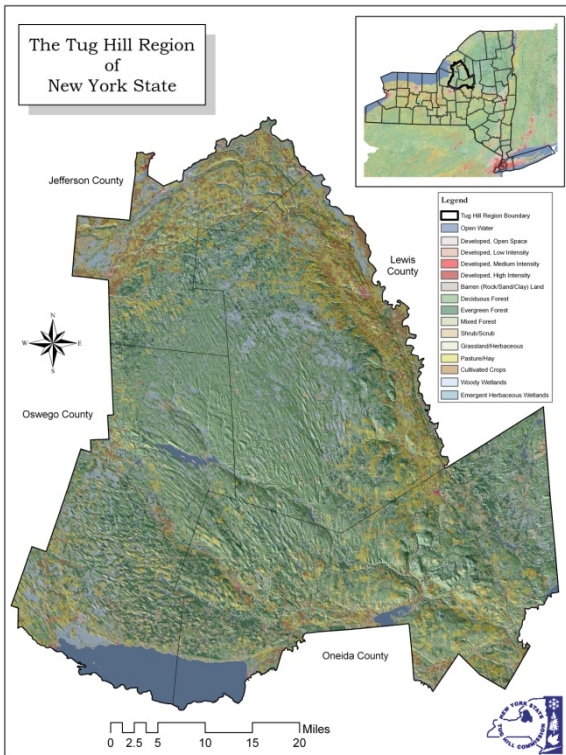 The Tug Hill Region
of
New York State
Jefferson County
Lewis
County
Oswego County
Oneida County
N
W
E
S
Legend
Tug Hill Region Boundary
Open Water
Developed, Open Space
Developed, Low Intensity
Developed, Medium Intensity
Developed, High Intensity
Barren (Rock/Sand/Clay) Land
Deciduous Forest
Evergreen Forest
Mixed Forest
Shrub/Scrub
Grassland/Herbaceous
Pasture/Hay
Cultivated Crops
Woody Wetlands
Emergent Herbaceous Wetlands
Miles
0 2.5 5 10 15 20
NEW YORK STATE
TUG HILL COMMISSION